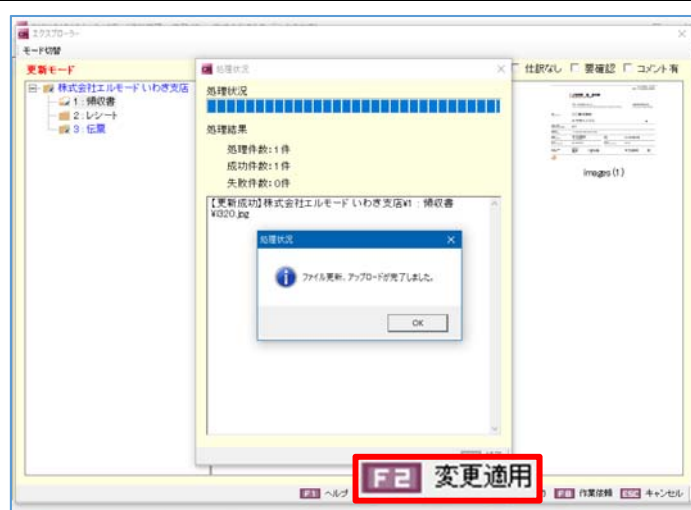 エクスプローラー
モード切替
更新モード
仕訳なし 要確認 コメント有
株式会社エルモード いわき支店
1：領収書
2：レシート
3：伝票
処理状況
処理状況
処理結果
処理件数：1件
成功件数：1件
失敗件数：0件
【更新成功】株式会社エルモード いわき支店¥1：領収書
¥i320.jpg
処理状況
ファイル更新、アップロードが完了しました。
OK
images(1)
F2 変更適用
F1 ヘルプ
F8 作業依頼 ESC キャンセル